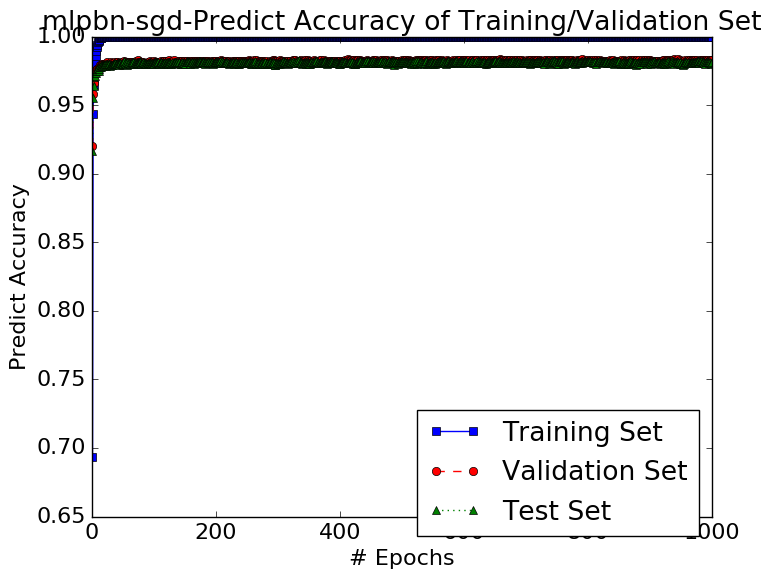 mlpbn-sgd-Predict Accuracy of Training/Validation Set
1.00
0.95
0.90
0.85
0.80
0.75
0.70
0.65
Predict Accuracy
Training Set
Validation Set
Test Set
0 200 400 1000
# Epochs